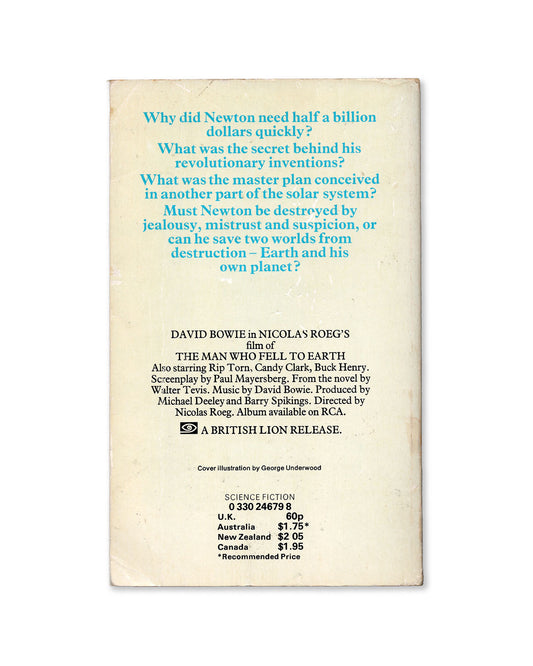 Why did Newton need half a billion
dollars quickly?
What was the secret behind his
revolutionary inventions?
What was the master plan conceived
in another part of the solar system?
Must Newton be destroyed by
jealousy, mistrust and suspicion, or
can he save two worlds from
destruction – Earth and his
own planet?
DAVID BOWIE in NICOLAS ROEG'S
film of
THE MAN WHO FELL TO EARTH
Also starring Rip Torn, Candy Clark, Buck Henry.
Screenplay by Paul Mayersberg. From the novel by
Walter Tevis. Music by David Bowie. Produced by
Michael Deeley and Barry Spikings. Directed by
Nicolas Roeg. Album available on RCA.
A BRITISH LION RELEASE.
Cover illustration by George Underwood
SCIENCE FICTION
0 330 24679 8
U.K. 60p
Australia $1.75*
New Zealand $2 05
Canada $1.95
*Recommended Price